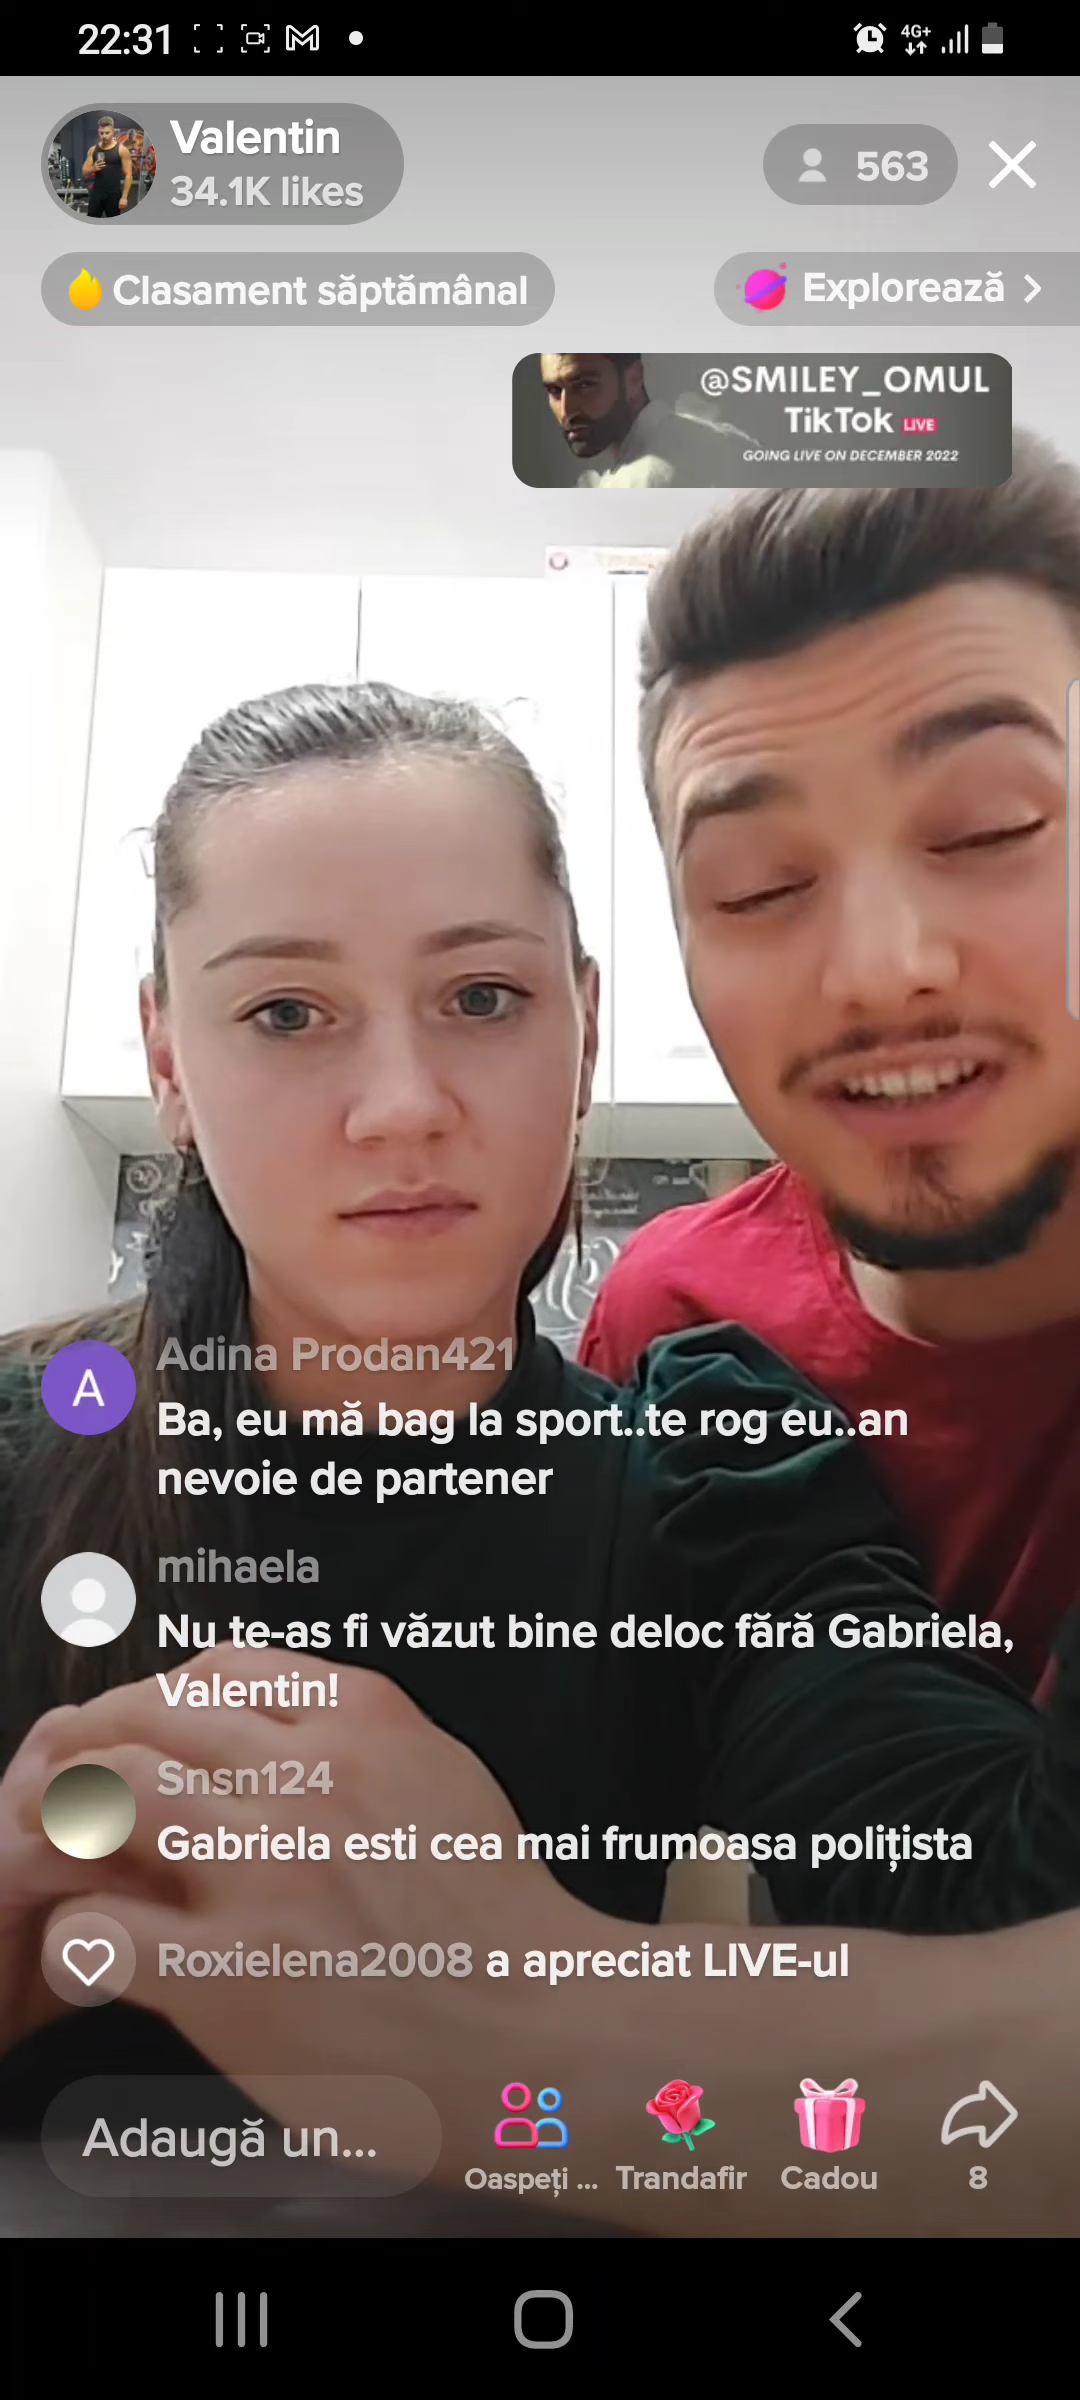 22:31
4G+
Valentin
34.1K likes
563
Clasament săptămânal
Explorează
@SMILEY_OMUL
TikTok LIVE
GOING LIVE ON DECEMBER 2022
Adina Prodan421
A
Ba, eu mă bag la sport..te rog eu..an
nevoie de partener
mihaela
Nu te-as fi văzut bine deloc fără Gabriela,
Valentin!
Snsn124
Gabriela esti cea mai frumoasa polițista
Roxielena2008 a apreciat LIVE-ul
Adaugă un...
Oaspeți ...
Trandafir
Cadou
8